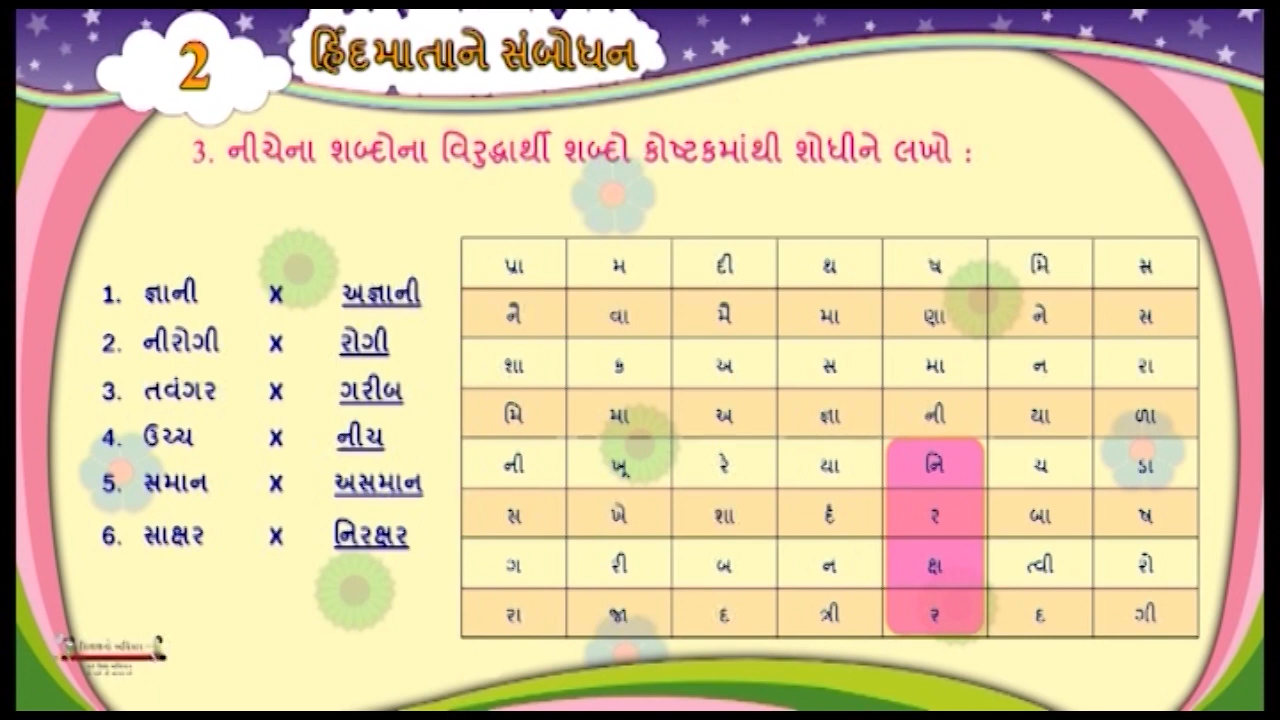 2
હિંદમાતાને સંબોધન
3. નીચેના શબ્દોના વિરુદ્ધાર્થી શબ્દો કોષ્ટકમાંથી શોધીને લખો :
1. જ્ઞાની X અજ્ઞાની
2. નીરોગી X રોગી
3. તવંગર X ગરીબ
4. ઉચ્ચ X નીચ
5. સમાન X અસમાન
6. સાક્ષર X નિરક્ષર
પ્રા મ દી થ ષ મિ સ
નૈ વા મૈ મા ણા ને સ
શા ક અ સ મા ન રા
મિ મા અ જ્ઞા ની યા ળા
ની ખૂ રે યા નિ ચ ડા
સ ખે શા ર્દ ર બા ષ
ગ રી બ ન ક્ષ ત્વી રો
રા જા દ ત્રી ર દ ગી